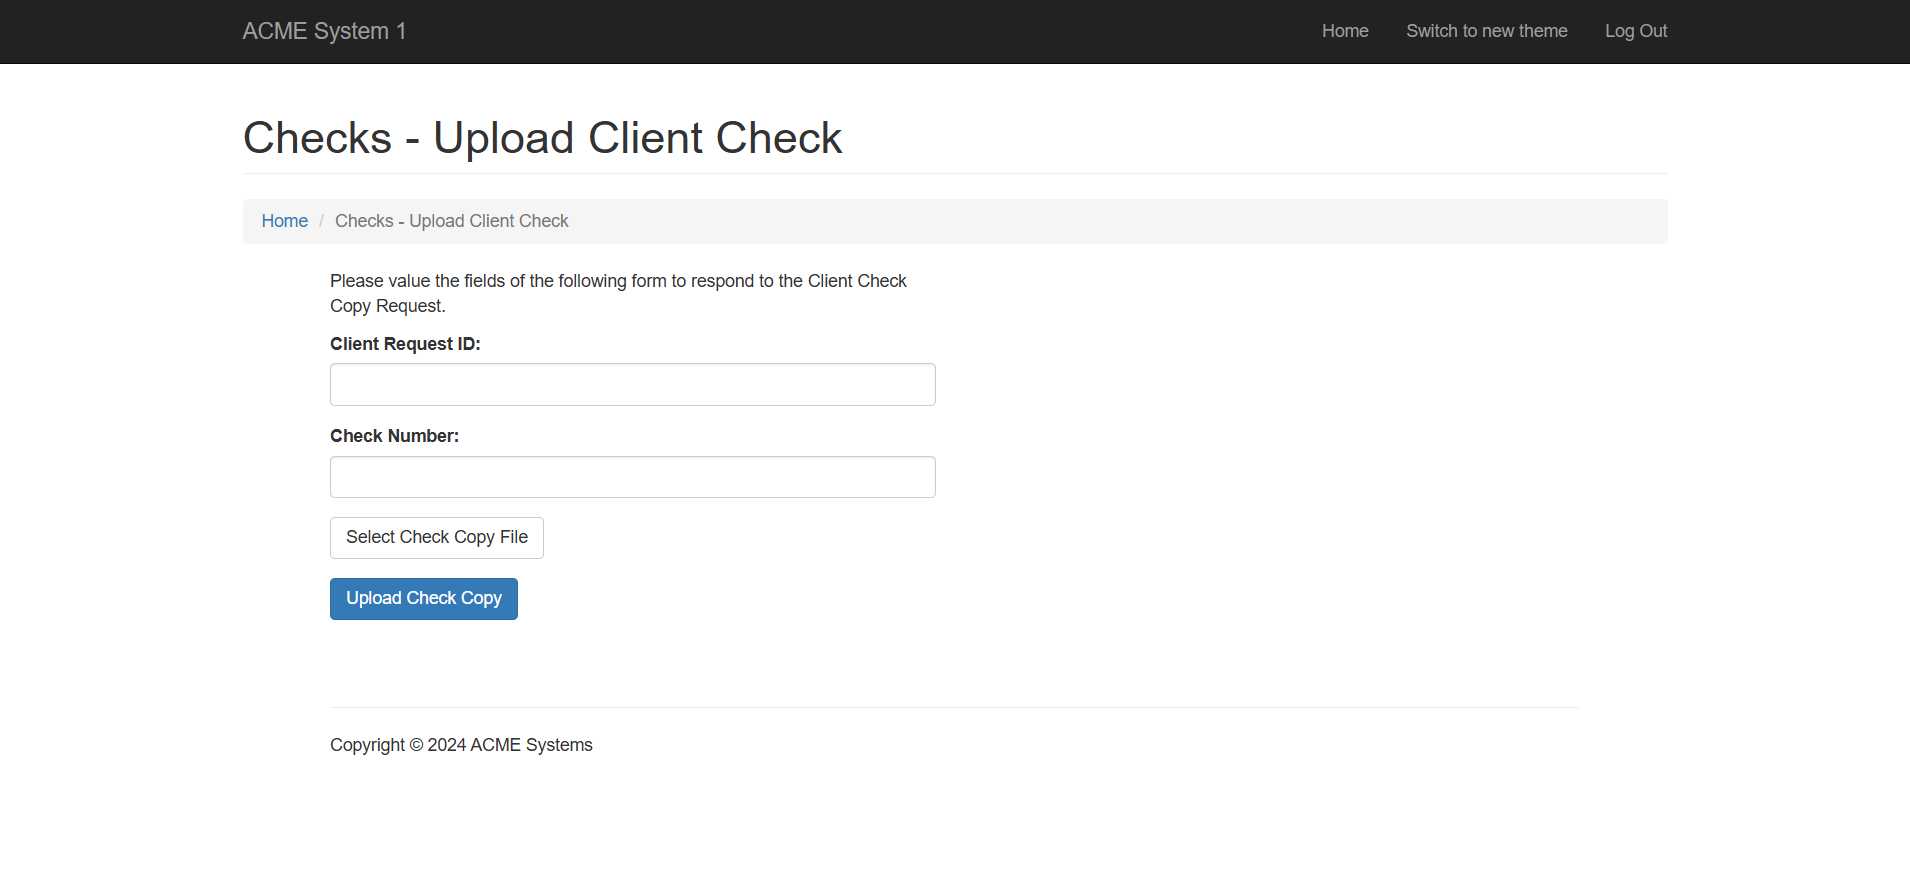 ACME System 1
Home
Switch to new theme
Log Out
Checks - Upload Client Check
Home / Checks - Upload Client Check
Please value the fields of the following form to respond to the Client Check
Copy Request.
Client Request ID:
Check Number:
Select Check Copy File
Upload Check Copy
Copyright © 2024 ACME Systems